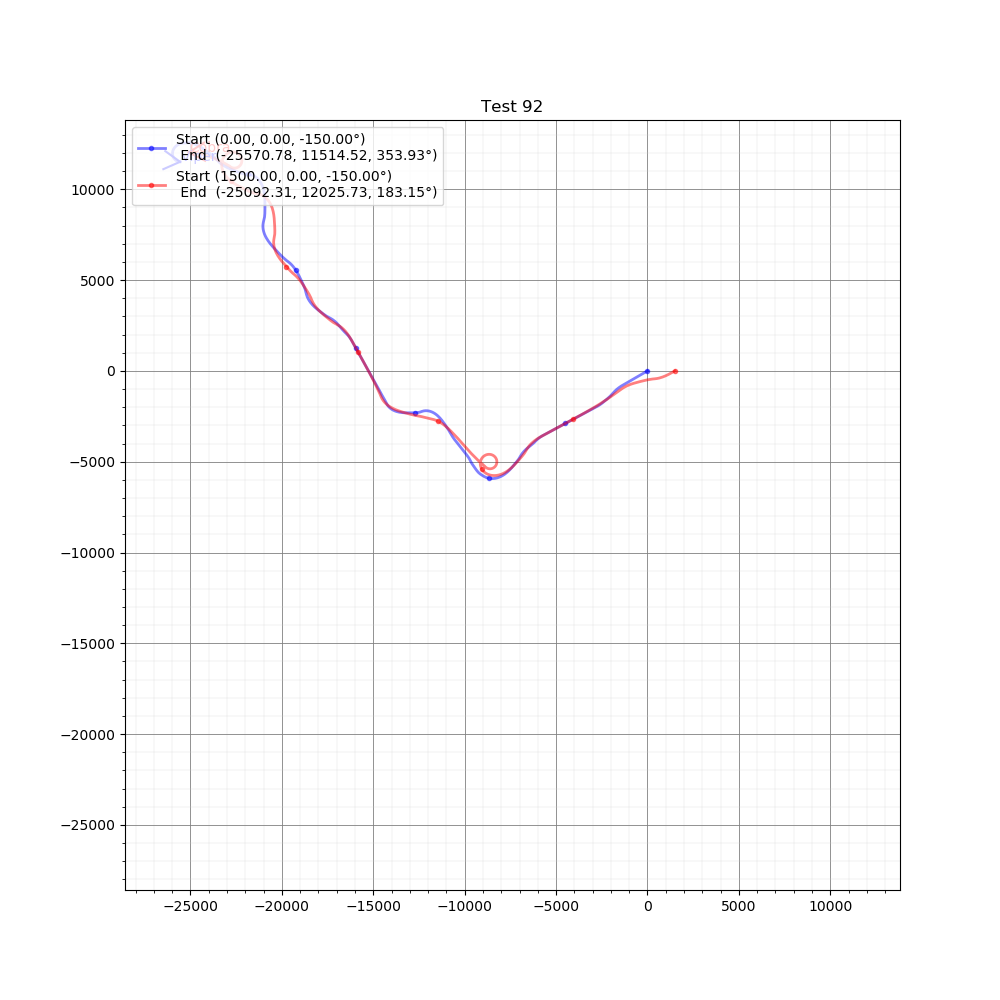 Test 92
Start (0.00, 0.00, -150.00°)
End (-25570.78, 11514.52, 353.93°)
Start (1500.00, 0.00, -150.00°)
End (-25092.31, 12025.73, 183.15°)
10000
5000
0
−5000
−10000
−15000
−20000
−25000
−25000 −20000 −15000 −10000 −5000 0 5000 10000